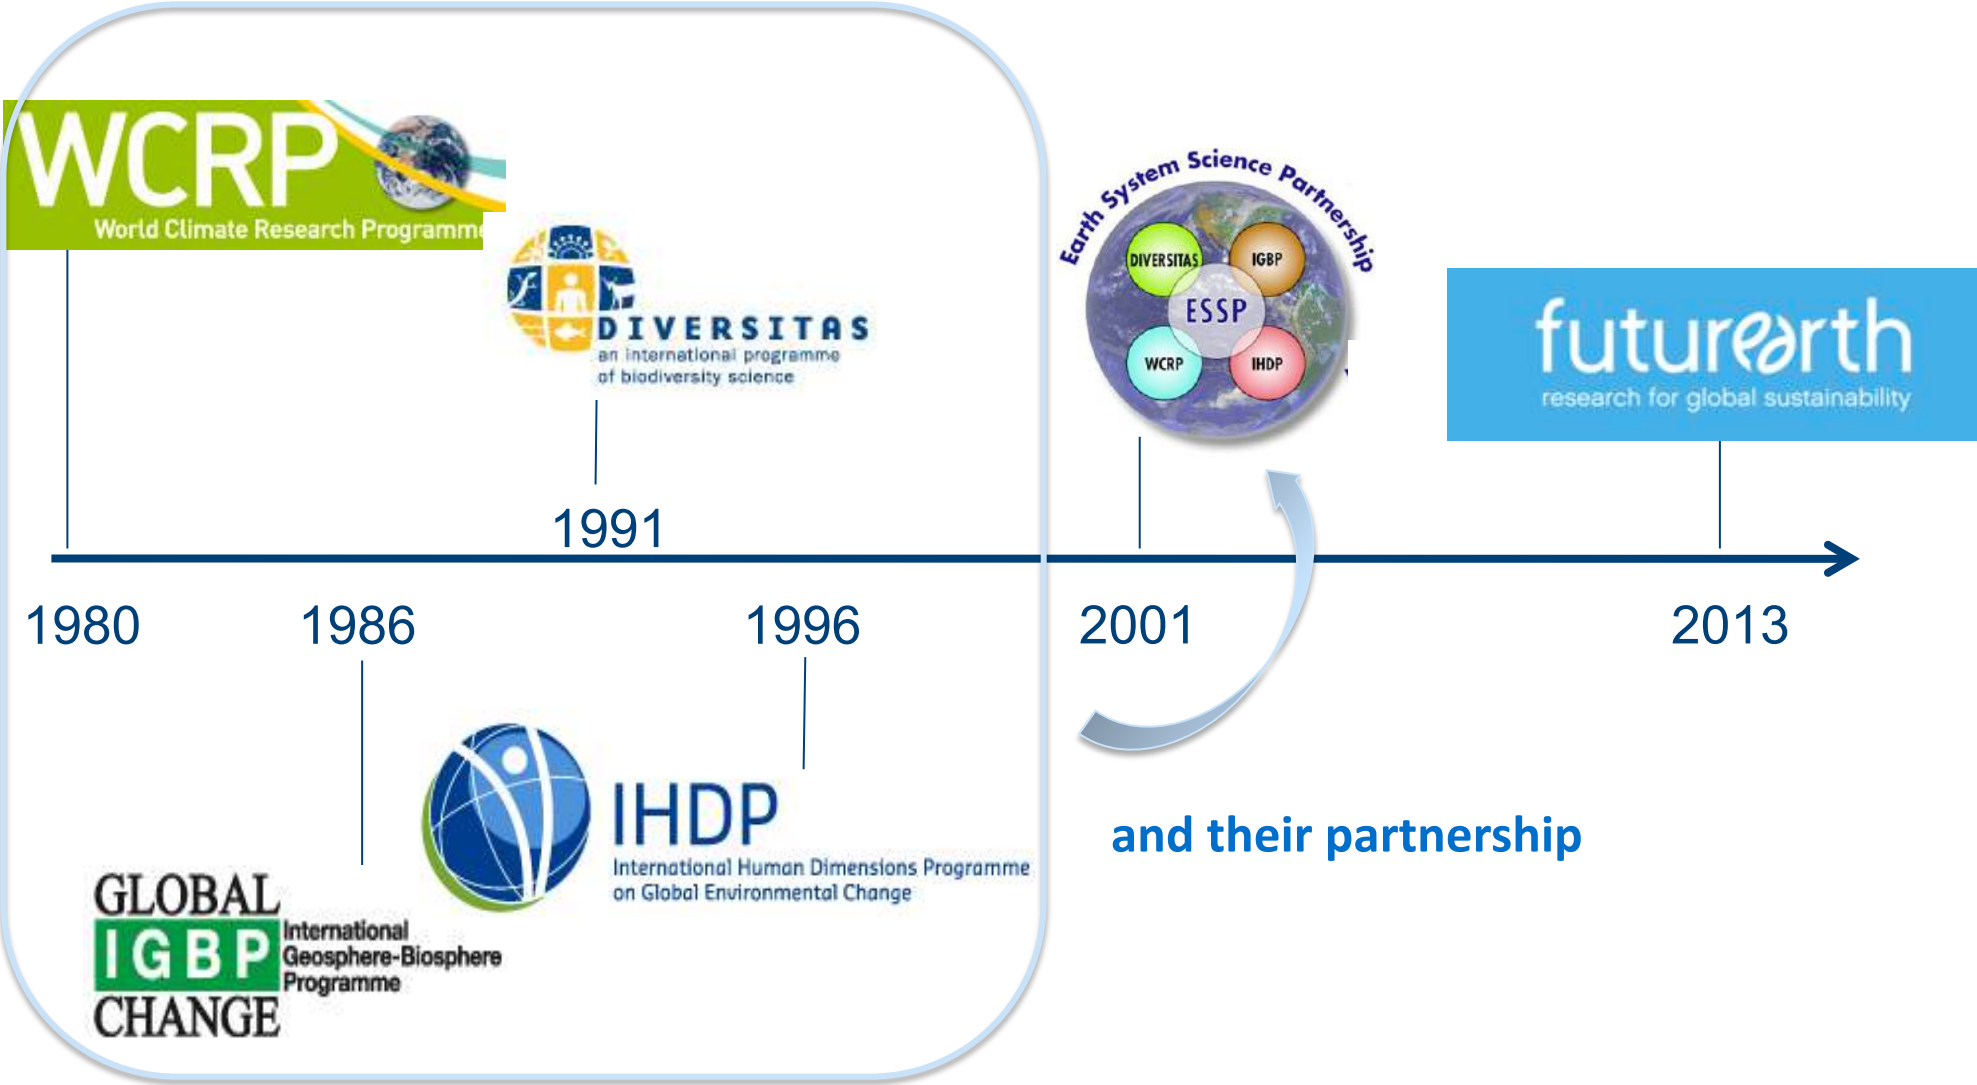 WCRP
World Climate Research Programme
DIVERSITAS
an international programme
of biodiversity science
Earth System Science Partnership
DIVERSITAS
IGBP
ESSP
WCRP
IHDP
futurearth
research for global sustainability
1991
1980
1986
1996
2001
2013
IHDP
International Human Dimensions Programme
on Global Environmental Change
and their partnership
GLOBAL
IGBP
International
Geosphere-Biosphere
Programme
CHANGE